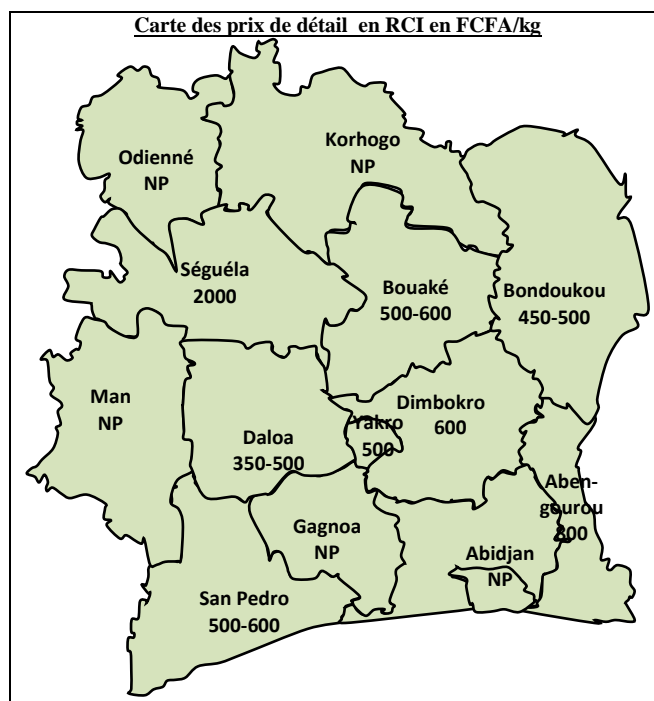 Carte des prix de détail en RCI en FCFA/kg
Odienné
NP
Korhogo
NP
Séguéla
2000
Bouaké
500-600
Bondoukou
450-500
Man
NP
Daloa
350-500
Yakro
500
Dimbokro
600
Aben-
gourou
800
Gagnoa
NP
Abidjan
NP
San Pedro
500-600